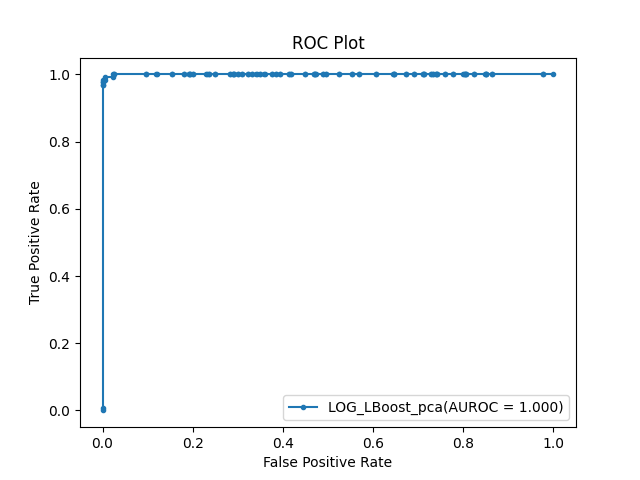 ROC Plot
1.0
0.8
0.6
0.4
0.2
0.0
True Positive Rate
LOG_LBoost_pca(AUROC = 1.000)
0.0 0.2 0.4 0.6 0.8 1.0
False Positive Rate